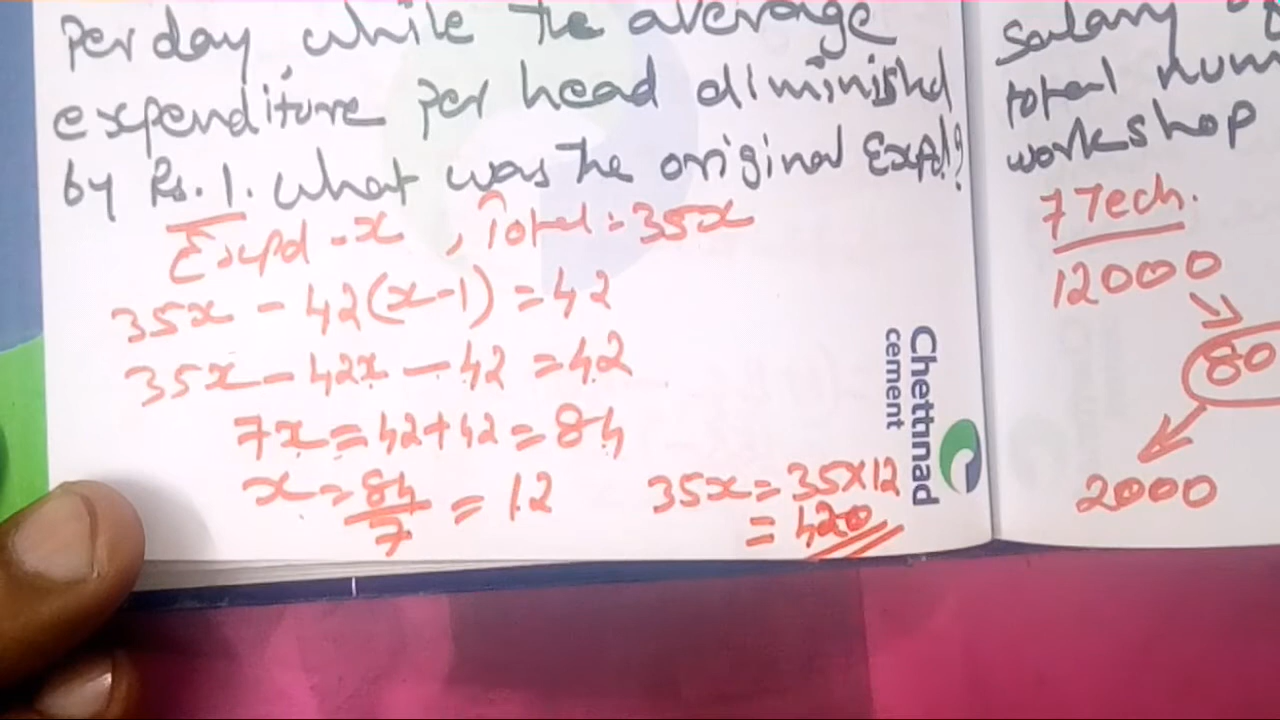 Per day, while the average
expenditure per head diminishd
by Rs. 1. What was the original Expd?
Expd - x , Total = 35x
35x - 42(x-1) = 42
35x - 42x - 42 = 42
7x = 42+42 = 84
x = 84/7 = 12
35x = 35x12
= 420
Chettinad
cement
salary
total num
workshop
7 Tech.
12000
80
2000